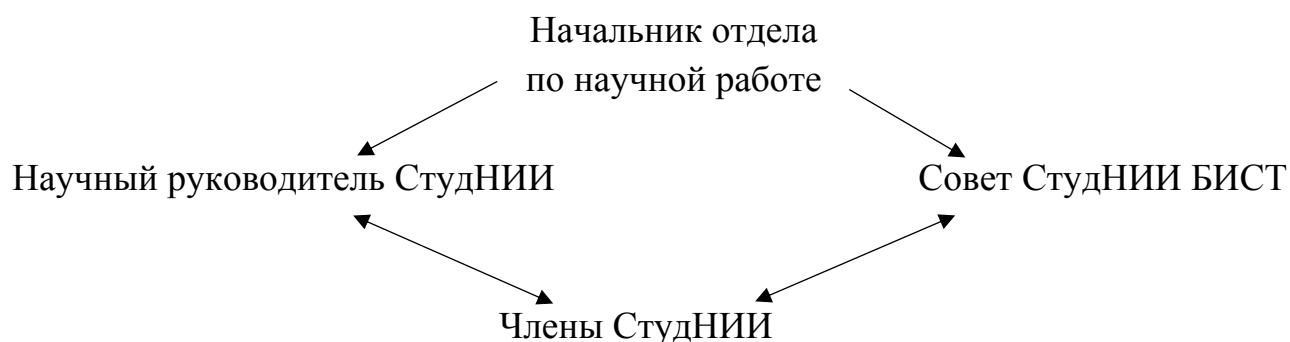 Начальник отдела
по научной работе
Научный руководитель СтудНИИ
Совет СтудНИИ БИСТ
Члены СтудНИИ